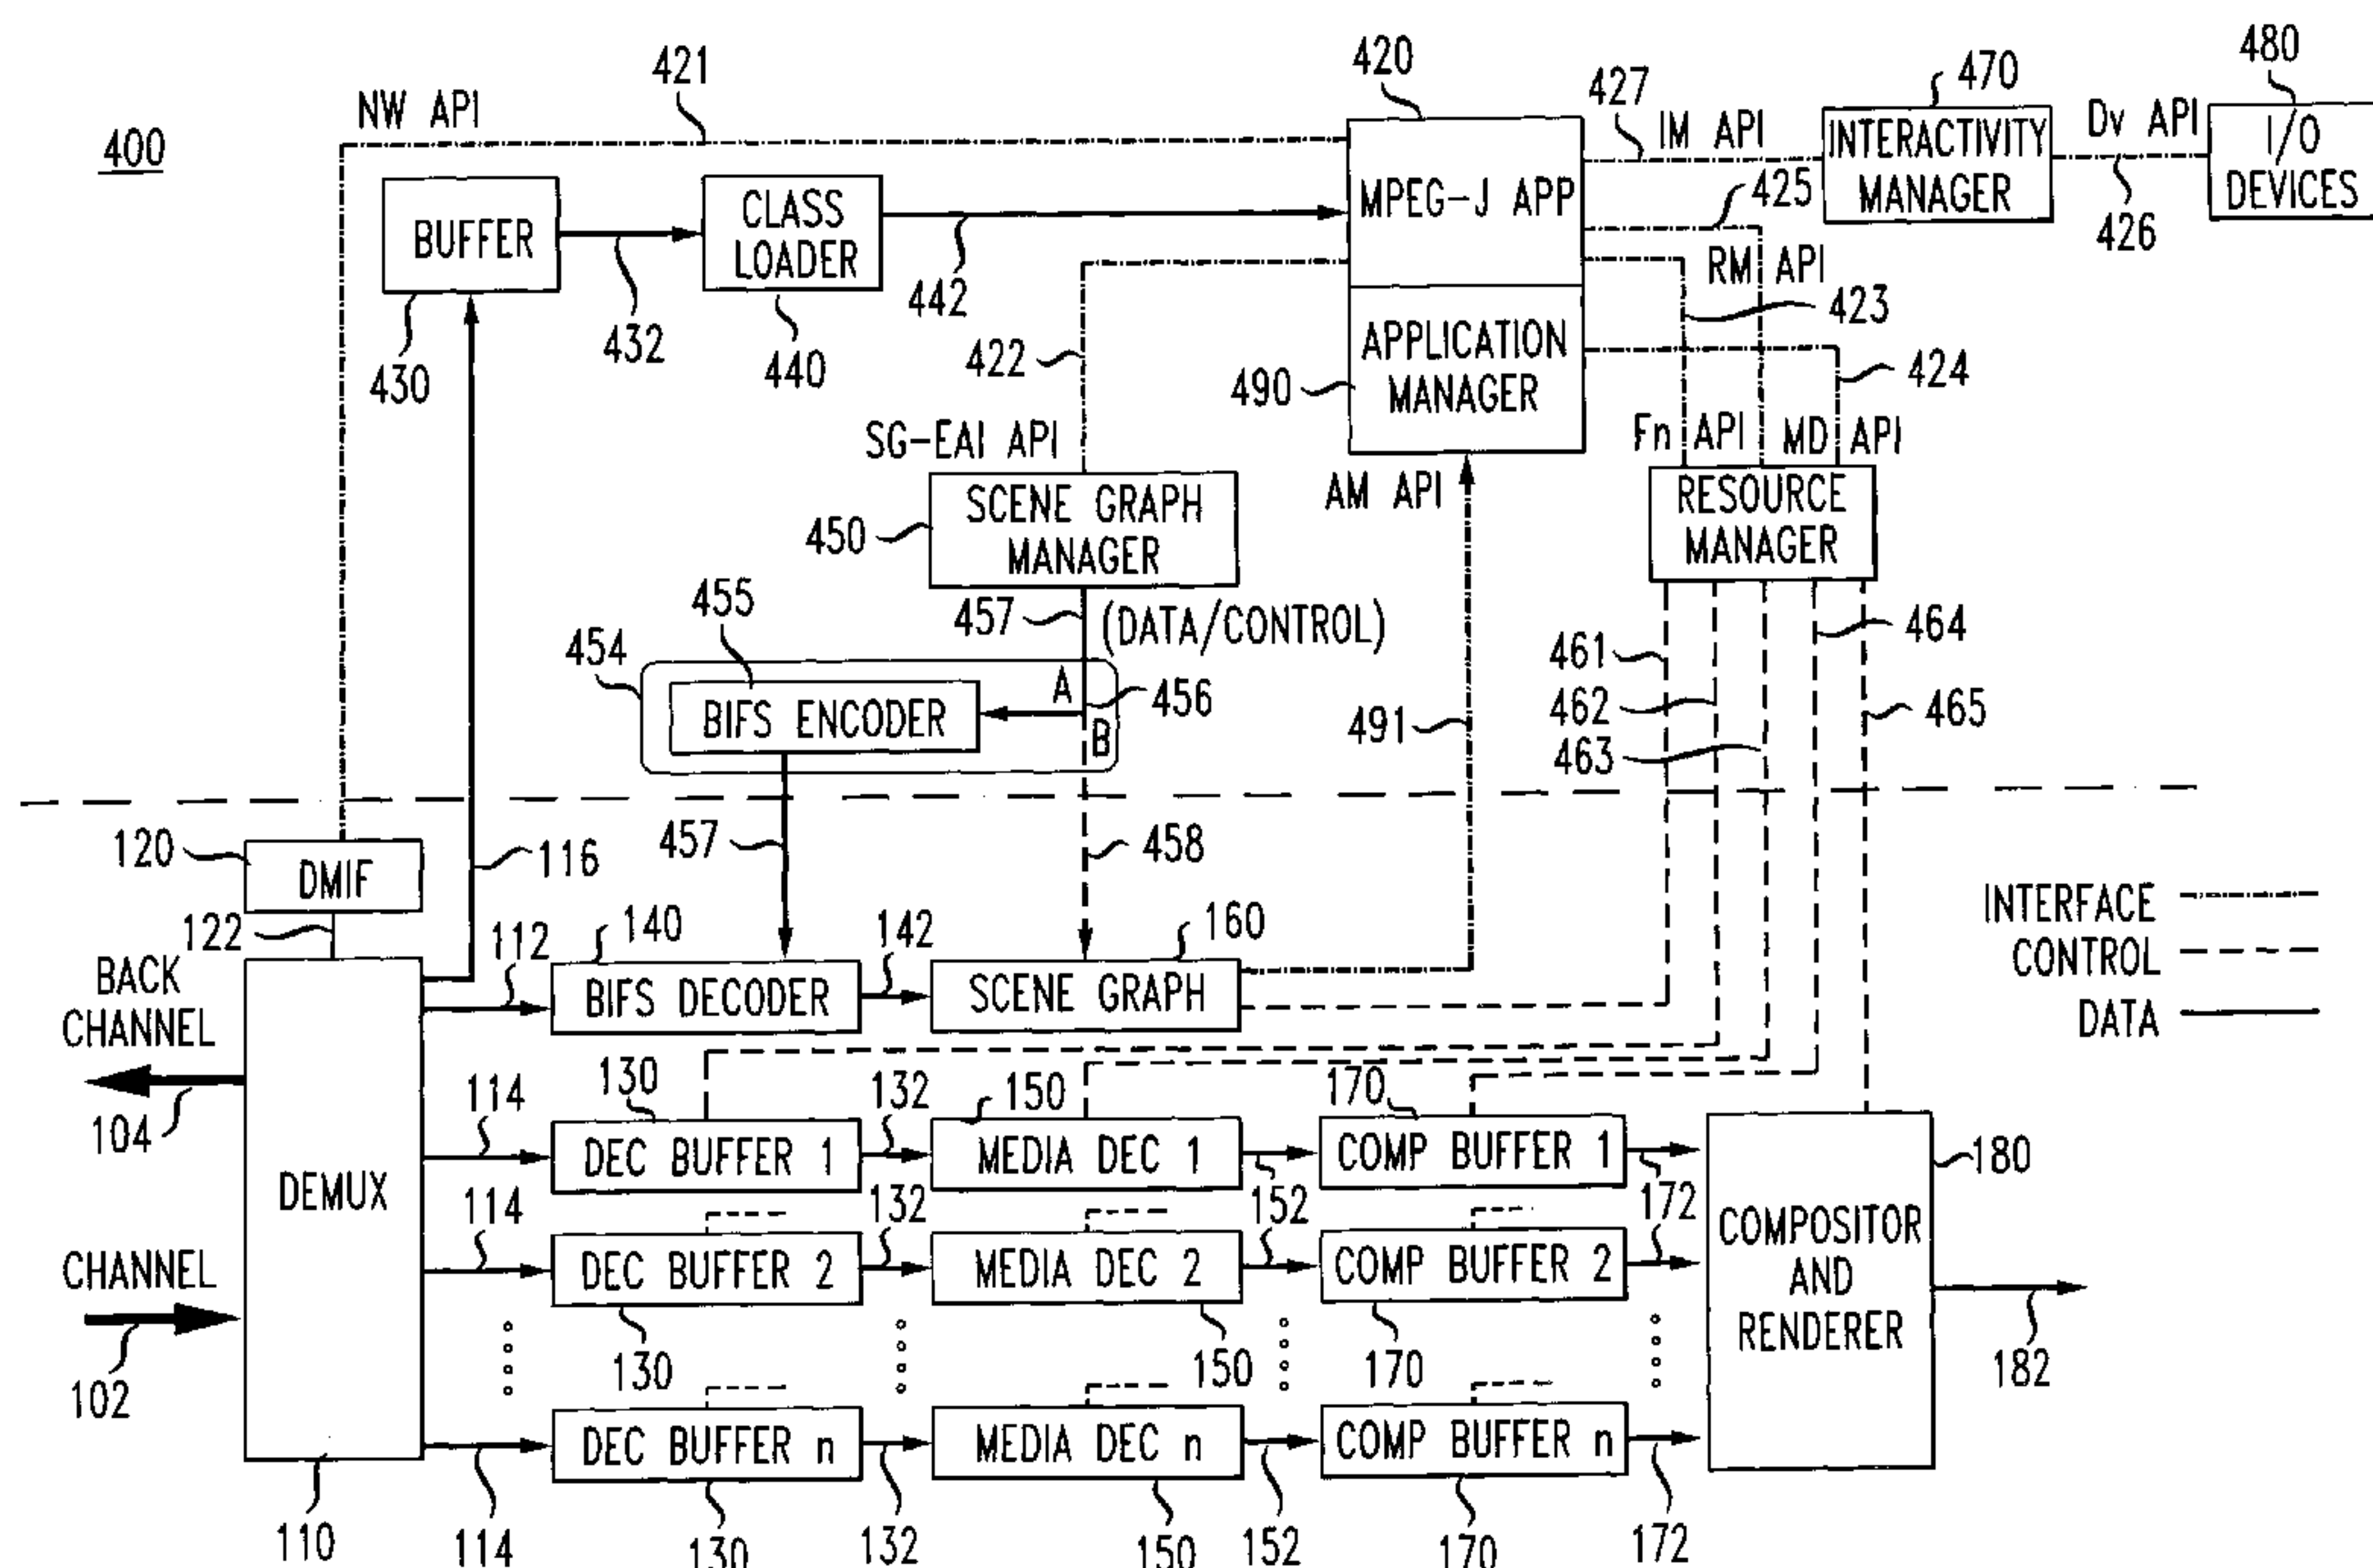 400
NW API
421
420
427
IM API
470
Dv API
480
BUFFER
CLASS
LOADER
MPEG-J APP
INTERACTIVITY
MANAGER
I/O
DEVICES
425
426
RM API
430
432
440
442
422
423
424
490
APPLICATION
MANAGER
SG-EAI API
AM API
Fn API
MD API
450
SCENE GRAPH
MANAGER
RESOURCE
MANAGER
455
457
(DATA/CONTROL)
454
BIFS ENCODER
A
B
456
491
461
462
463
464
465
120
DMIF
116
457
458
122
112
140
142
160
BACK
CHANNEL
BIFS DECODER
SCENE GRAPH
INTERFACE
CONTROL
DATA
104
114
130
132
150
170
DEMUX
DEC BUFFER 1
MEDIA DEC 1
COMP BUFFER 1
180
114
132
152
172
CHANNEL
DEC BUFFER 2
MEDIA DEC 2
152
COMP BUFFER 2
172
COMPOSITOR
AND
RENDERER
102
130
150
170
182
DEC BUFFER n
MEDIA DEC n
COMP BUFFER n
110
114
130
132
150
152
170
172